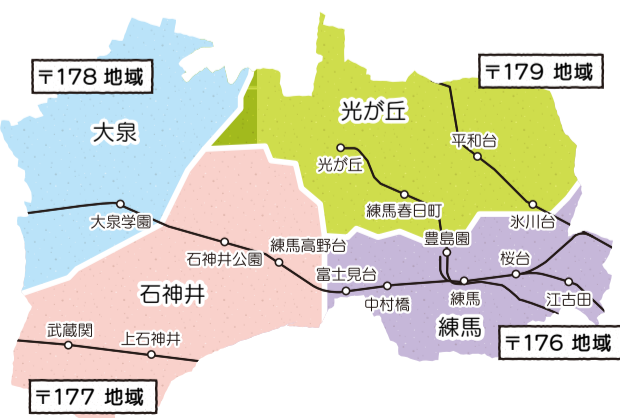 〒178 地域
〒179 地域
大泉
光が丘
平和台
光が丘
大泉学園
練馬春日町
氷川台
豊島園
練馬高野台
石神井公園
桜台
富士見台
石神井
中村橋
練馬
江古田
練馬
武蔵関
上石神井
〒176 地域
〒177 地域